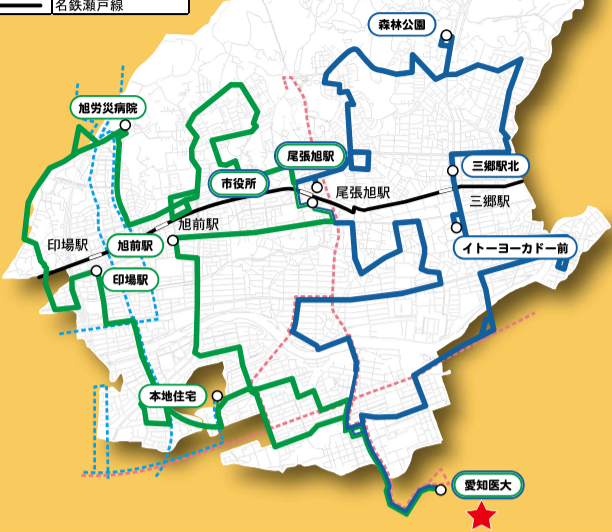 名鉄瀬戸線
森林公園
旭労災病院
尾張旭駅
三郷駅北
市役所
尾張旭駅
三郷駅
旭前駅
印場駅
旭前駅
イトーヨーカドー前
印場駅
本地住宅
愛知医大